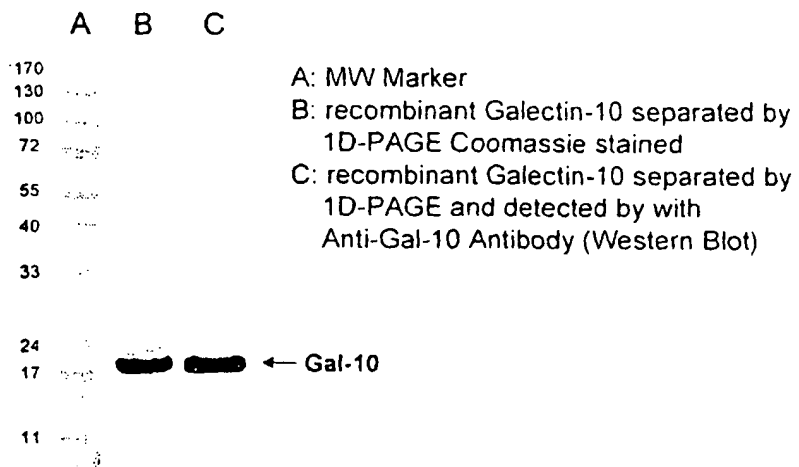 A B C
170
130
100
72
55
40
33
24
17
11
A: MW Marker
B: recombinant Galectin-10 separated by
1D-PAGE Coomassie stained
C: recombinant Galectin-10 separated by
1D-PAGE and detected by with
Anti-Gal-10 Antibody (Western Blot)
← Gal-10